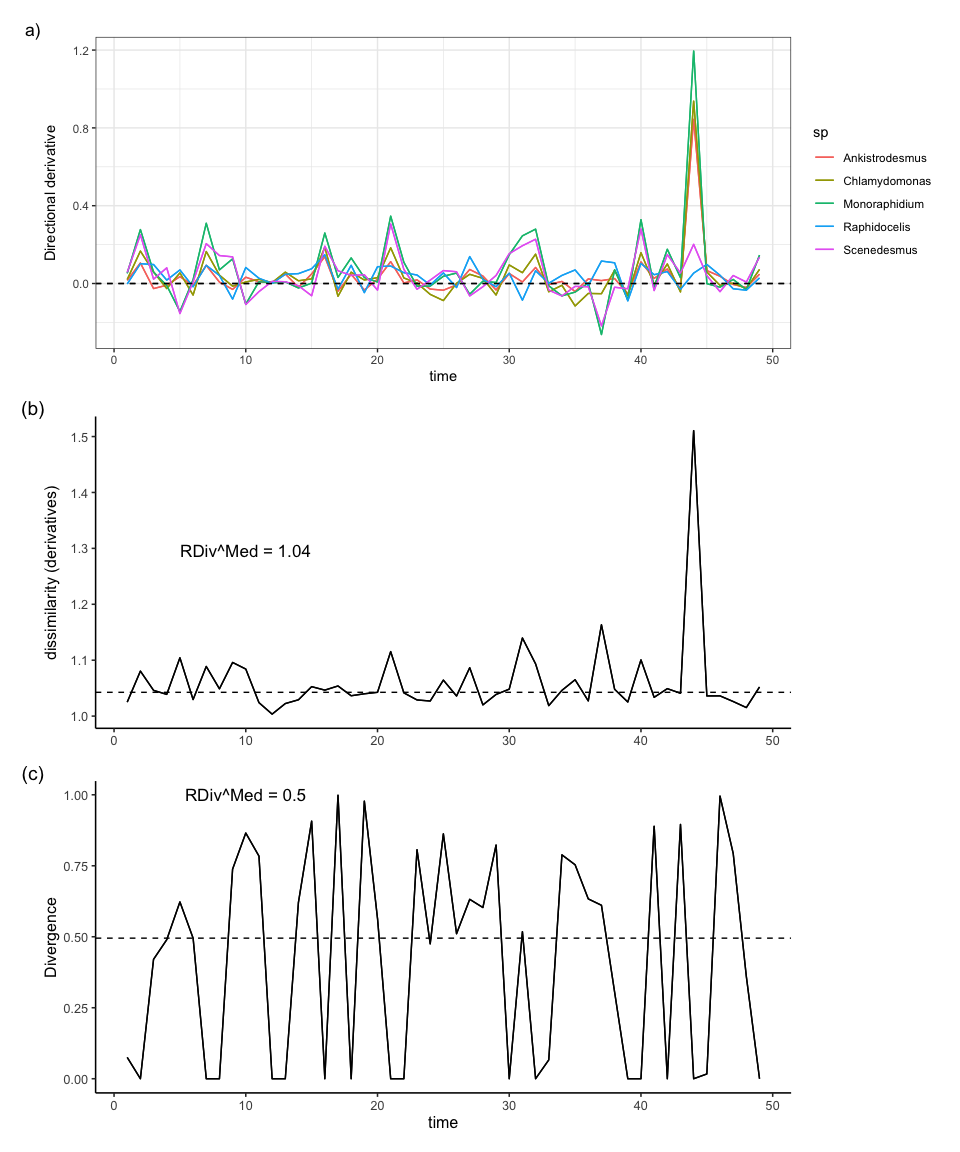 a)
Directional derivative
1.2
0.8
0.4
0.0
0 10 20 30 40 50
time
sp
Ankistrodesmus
Chlamydomonas
Monoraphidium
Raphidocelis
Scenedesmus
(b)
dissimilarity (derivatives)
1.5
1.4
1.3
1.2
1.1
1.0
RDiv^Med = 1.04
0 10 20 30 40 50
(c)
Divergence
1.00
0.75
0.50
0.25
0.00
RDiv^Med = 0.5
0 10 20 30 40 50
time